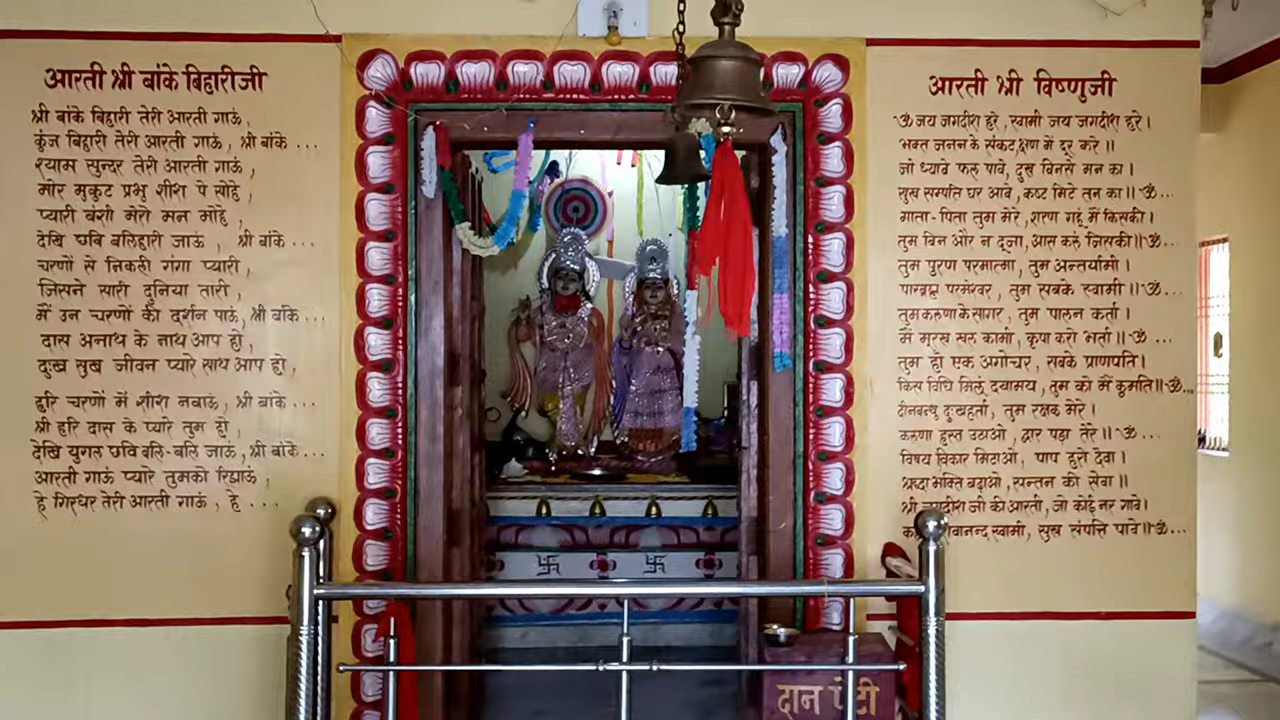 आरती श्री बांके बिहारीजी
श्री बांके बिहारी तेरी आरती गाऊं,
कुंज बिहारी तेरी आरती गाऊं, श्री बांके ...
श्याम सुन्दर तेरी आरती गाऊं,
मोर मुकुट प्रभु शीश पे सोहे,
प्यारी बंशी मेरो मन मोहे,
देखि छवि बलिहारी जाऊं, श्री बांके ...
चरणों से निकली गंगा प्यारी,
जिसने सारी दुनिया तारी,
मैं उन चरणों की दर्शन पाऊं, श्री बांके ...
दास अनाथ के नाथ आप हो,
दुःख सुख जीवन प्यारे साथ आप हो,
हरि चरणों में शीश नवाऊं, श्री बांके ...
श्री हरि दास के प्यारे तुम हो,
देखि युगल छवि बलि-बलि जाऊं, श्री बांके ...
आरती गाऊं प्यारे तुमको रिझाऊं,
हे गिरधर तेरी आरती गाऊं, हे ...
आरती श्री विष्णुजी
ॐ जय जगदीश हरे, स्वामी जय जगदीश हरे।
भक्त जनन के संकट, क्षण में दूर करे॥
जो ध्यावे फल पावे, दुख विनसे मन का।
सुख सम्पति घर आवे, कष्ट मिटे तन का॥ॐ...
माता-पिता तुम मेरे, शरण गहूं मैं किसकी।
तुम बिन और न दूजा, आस करूं जिसकी॥ॐ...
तुम पुरण परमात्मा, तुम अन्तर्यामी।
पारब्रह्म परमेश्वर, तुम सबके स्वामी॥ॐ...
तुम करुणा के सागर, तुम पालन कर्ता।
मैं मुरख खल कामी, कृपा करो भर्ता॥ॐ...
तुम हो एक अगोचर, सबके प्राणपति।
किस विधि मिलूं दयामय, तुम को मैं कुमति॥ॐ...
दीनबन्धु दुःखहर्ता, तुम रक्षक मेरे।
करुणा हस्त उठाओ, द्वार पड़ा तेरे॥ॐ...
विषय विकार मिटाओ, पाप हरो देवा।
श्रद्धा भक्ति बढ़ाओ, सन्तन की सेवा॥
श्री जगदीश जी की आरती, जो कोई नर गावे।
स्वामी, सुख संपत्ति पावे॥ॐ...
दान पेटी